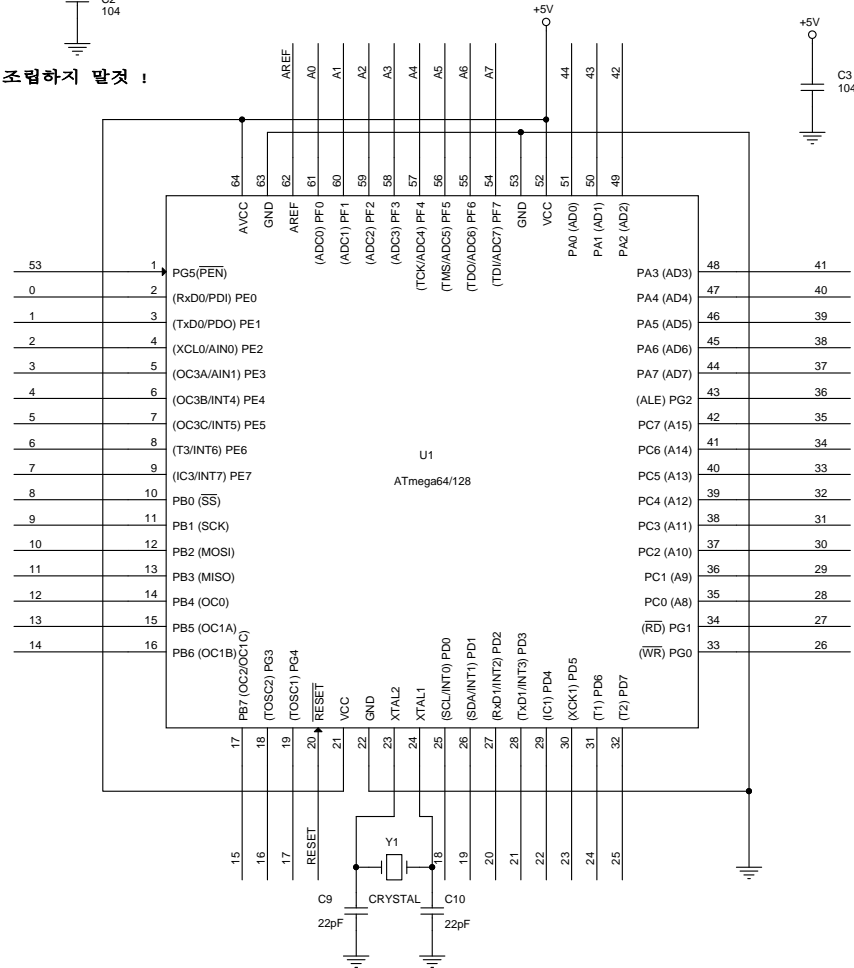 C2
104
+5V
+5V
C3
104
조립하지 말것 !
AREF
A0
A1
A2
A3
A4
A5
A6
A7
44
43
42
64
63
62
61
60
59
58
57
56
55
54
53
52
51
50
49
AVCC
GND
AREF
(ADC0) PF0
(ADC1) PF1
(ADC2) PF2
(ADC3) PF3
(TCK/ADC4) PF4
(TMS/ADC5) PF5
(TDO/ADC6) PF6
(TDI/ADC7) PF7
GND
VCC
PA0 (AD0)
PA1 (AD1)
PA2 (AD2)
53 1 PG5(PEN)
0 2 (RxD0/PDI) PE0
1 3 (TxD0/PDO) PE1
2 4 (XCL0/AIN0) PE2
3 5 (OC3A/AIN1) PE3
4 6 (OC3B/INT4) PE4
5 7 (OC3C/INT5) PE5
6 8 (T3/INT6) PE6
7 9 (IC3/INT7) PE7
8 10 PB0 (SS)
9 11 PB1 (SCK)
10 12 PB2 (MOSI)
11 13 PB3 (MISO)
12 14 PB4 (OC0)
13 15 PB5 (OC1A)
14 16 PB6 (OC1B)
U1
ATmega64/128
PA3 (AD3) 48 41
PA4 (AD4) 47 40
PA5 (AD5) 46 39
PA6 (AD6) 45 38
PA7 (AD7) 44 37
(ALE) PG2 43 36
PC7 (A15) 42 35
PC6 (A14) 41 34
PC5 (A13) 40 33
PC4 (A12) 39 32
PC3 (A11) 38 31
PC2 (A10) 37 30
PC1 (A9) 36 29
PC0 (A8) 35 28
(RD) PG1 34 27
(WR) PG0 33 26
PB7 (OC2/OC1C)
(TOSC2) PG3
(TOSC1) PG4
RESET
VCC
GND
XTAL2
XTAL1
(SCL/INT0) PD0
(SDA/INT1) PD1
(RxD1/INT2) PD2
(TxD1/INT3) PD3
(IC1) PD4
(XCK1) PD5
(T1) PD6
(T2) PD7
17
18
19
20
21
22
23
24
25
26
27
28
29
30
31
32
15
16
17
RESET
18
19
20
21
22
23
24
25
Y1
CRYSTAL
C9
22pF
C10
22pF